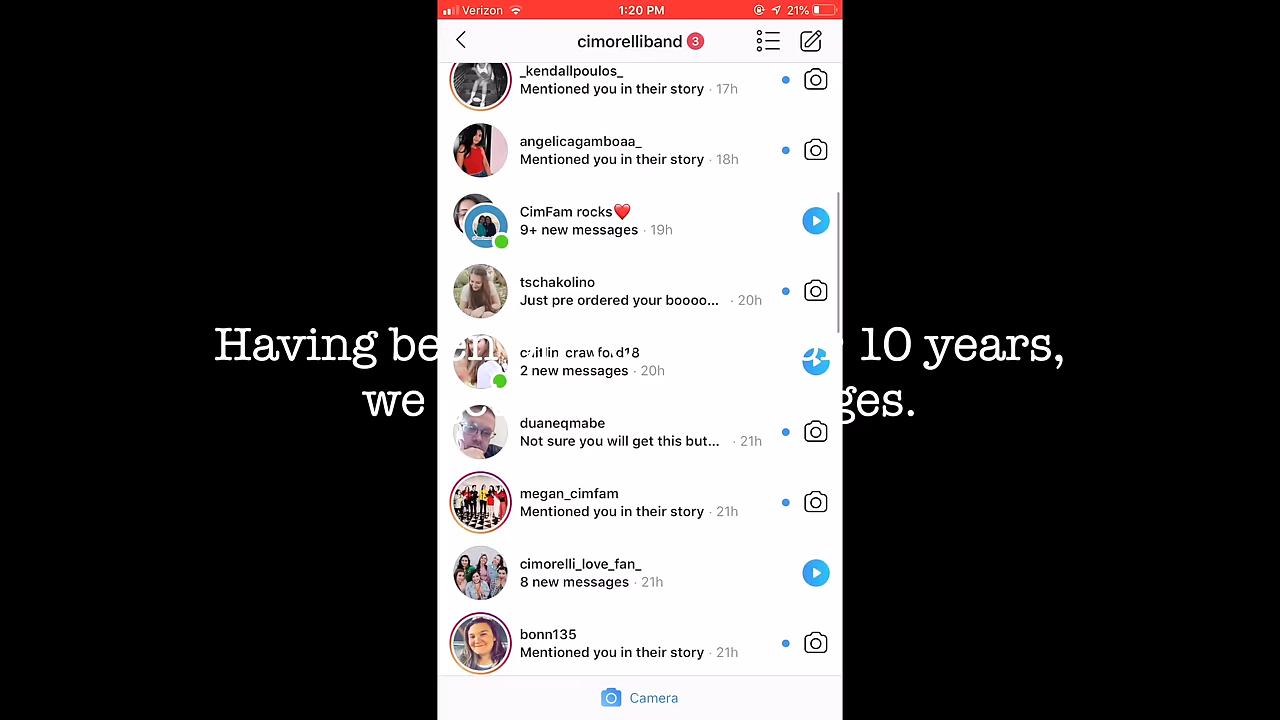 Verizon 1:20 PM 21%
cimorelliband 3
_kendallpoulos_
Mentioned you in their story · 17h
angelicagamboaa_
Mentioned you in their story · 18h
CimFam rocks❤️
9+ new messages · 19h
tschakolino
Just pre ordered your boooo... · 20h
Having been 10 years,
caitlin_crawford18
2 new messages · 20h
we ges.
duaneqmabe
Not sure you will get this but... · 21h
megan_cimfam
Mentioned you in their story · 21h
cimorelli_love_fan_
8 new messages · 21h
bonn135
Mentioned you in their story · 21h
Camera